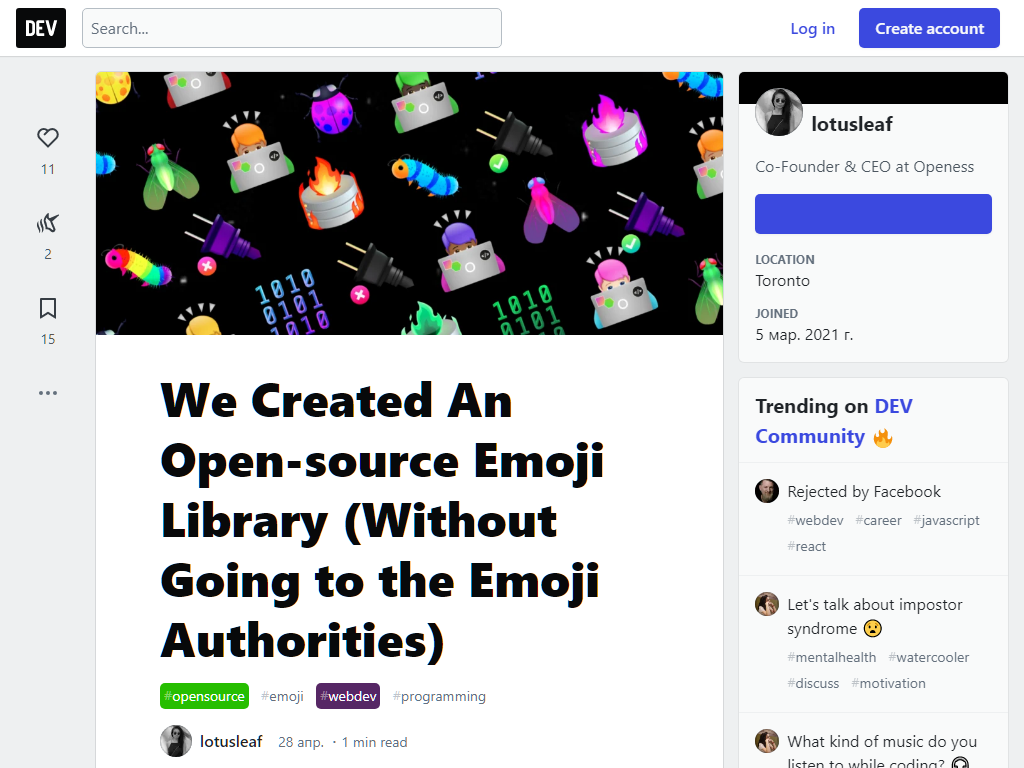 DEV
Search...
Log in
Create account
11
2
15
1010
0101
1010
1010
0101
We Created An
Open-source Emoji
Library (Without
Going to the Emoji
Authorities)
#opensource #emoji #webdev #programming
lotusleaf 28 апр. · 1 min read
lotusleaf
Co-Founder & CEO at Openess
LOCATION
Toronto
JOINED
5 мар. 2021 г.
Trending on DEV
Community 🔥
Rejected by Facebook
#webdev #career #javascript
#react
Let's talk about impostor
syndrome 😧
#mentalhealth #watercooler
#discuss #motivation
What kind of music do you
listen to while coding? 🎧